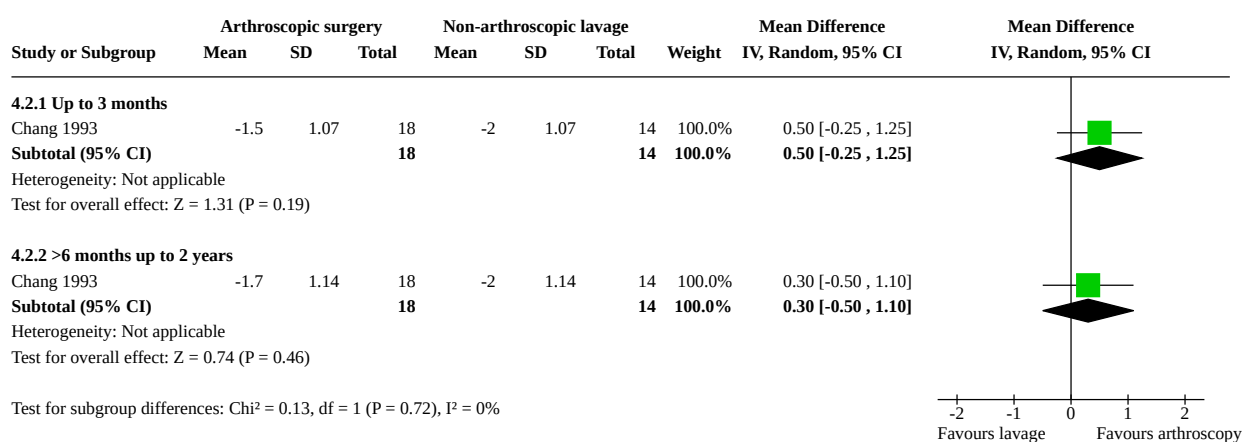 Arthroscopic surgery Non-arthroscopic lavage Mean Difference Mean Difference
Study or Subgroup Mean SD Total Mean SD Total Weight IV, Random, 95% CI IV, Random, 95% CI
4.2.1 Up to 3 months
Chang 1993 -1.5 1.07 18 -2 1.07 14 100.0% 0.50 [-0.25 , 1.25]
Subtotal (95% CI) 18 14 100.0% 0.50 [-0.25 , 1.25]
Heterogeneity: Not applicable
Test for overall effect: Z = 1.31 (P = 0.19)
4.2.2 >6 months up to 2 years
Chang 1993 -1.7 1.14 18 -2 1.14 14 100.0% 0.30 [-0.50 , 1.10]
Subtotal (95% CI) 18 14 100.0% 0.30 [-0.50 , 1.10]
Heterogeneity: Not applicable
Test for overall effect: Z = 0.74 (P = 0.46)
Test for subgroup differences: Chi² = 0.13, df = 1 (P = 0.72), I² = 0%
-2 -1 0 1 2
Favours lavage Favours arthroscopy